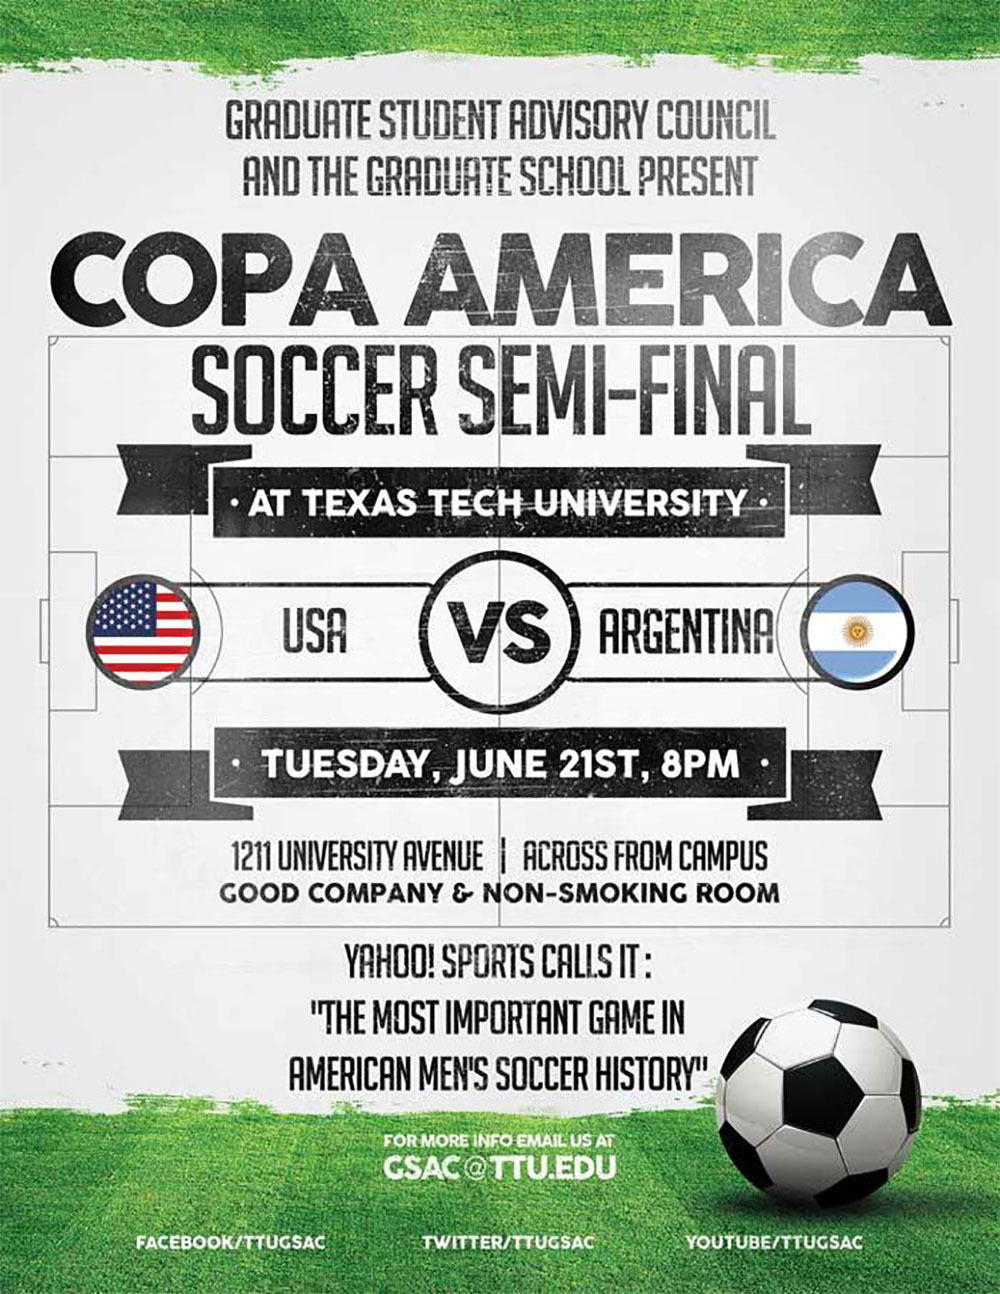 GRADUATE STUDENT ADVISORY COUNCIL
AND THE GRADUATE SCHOOL PRESENT
COPA AMERICA
SOCCER SEMI-FINAL
· AT TEXAS TECH UNIVERSITY ·
USA VS ARGENTINA
· TUESDAY, JUNE 21ST, 8PM ·
1211 UNIVERSITY AVENUE | ACROSS FROM CAMPUS
GOOD COMPANY & NON-SMOKING ROOM
YAHOO! SPORTS CALLS IT :
"THE MOST IMPORTANT GAME IN
AMERICAN MEN'S SOCCER HISTORY"
FOR MORE INFO EMAIL US AT
GSAC@TTU.EDU
FACEBOOK/TTUGSAC TWITTER/TTUGSAC YOUTUBE/TTUGSAC